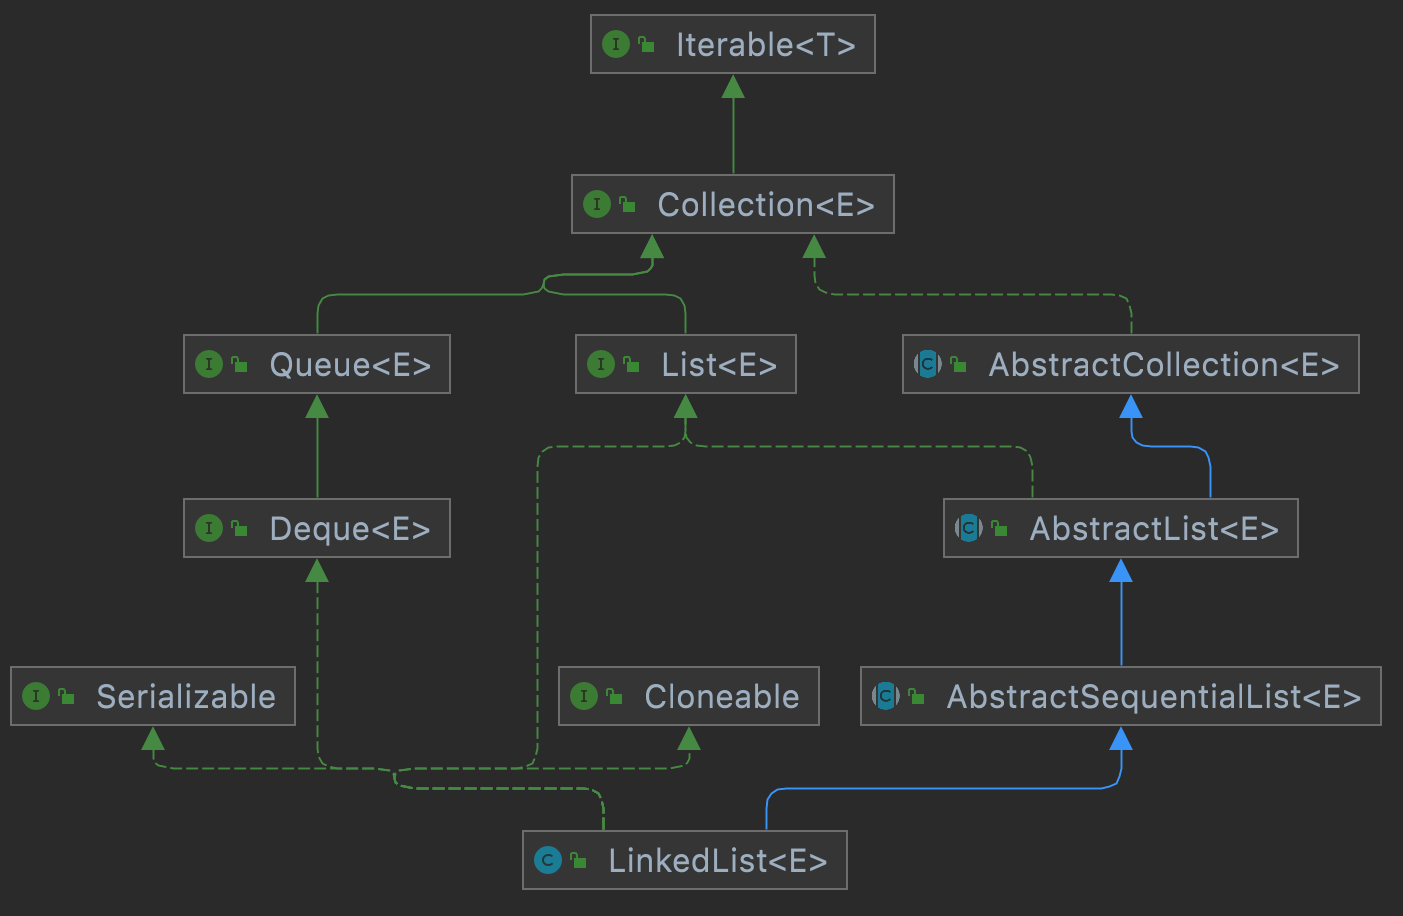 Iterable<T>
Collection<E>
Queue<E>
List<E>
AbstractCollection<E>
Deque<E>
AbstractList<E>
Serializable
Cloneable
AbstractSequentialList<E>
LinkedList<E>